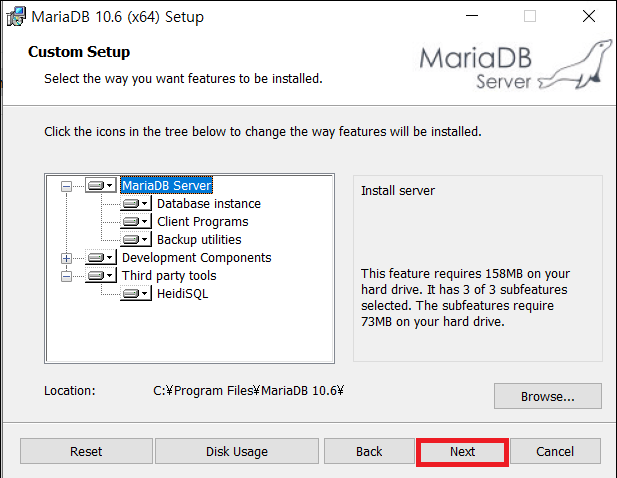 MariaDB 10.6 (x64) Setup
Custom Setup
Select the way you want features to be installed.
MariaDB
Server
Click the icons in the tree below to change the way features will be installed.
MariaDB Server
Database instance
Client Programs
Backup utilities
Development Components
Third party tools
HeidiSQL
Install server
This feature requires 158MB on your
hard drive. It has 3 of 3 subfeatures
selected. The subfeatures require
73MB on your hard drive.
Location: C:¥Program Files¥MariaDB 10.6¥
Browse...
Reset Disk Usage Back Next Cancel